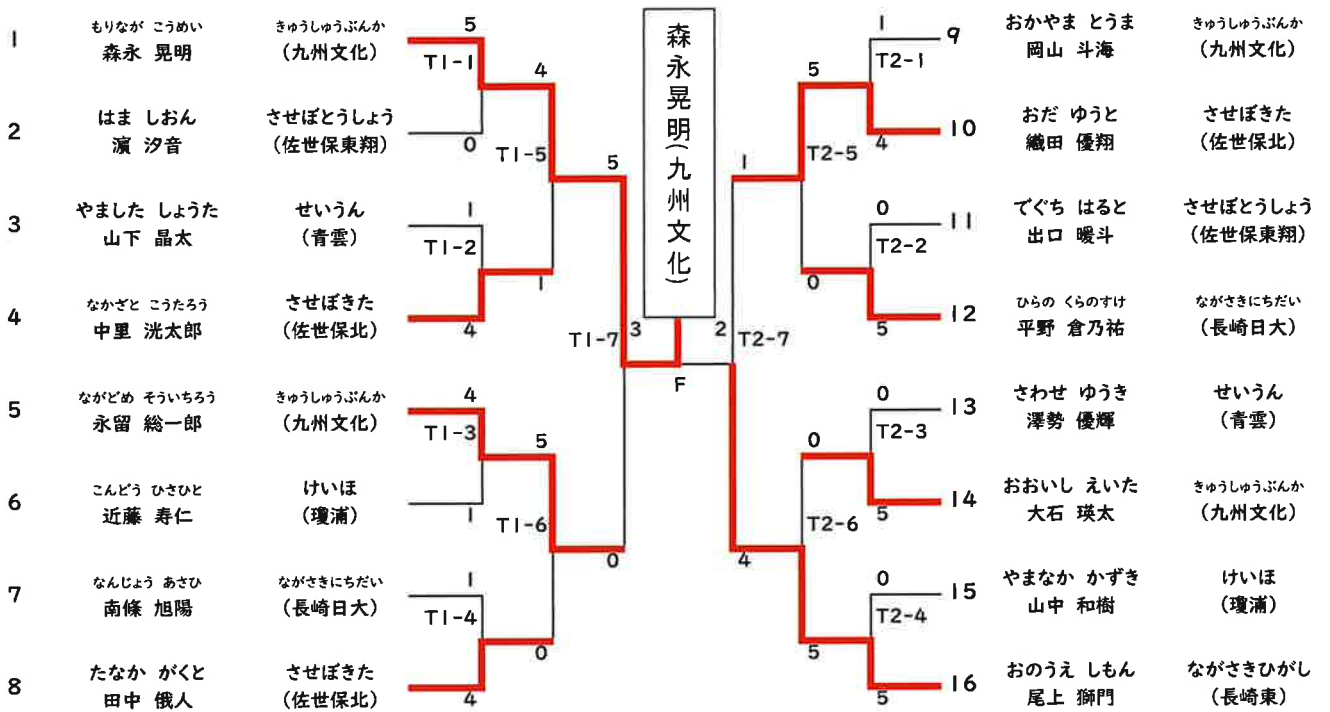 1 もりなが こうめい きゅうしゅうぶんか
森永 晃明 (九州文化)
2 はま しおん させぼとうしょう
濵 汐音 (佐世保東翔)
3 やました しょうた せいうん
山下 晶太 (青雲)
4 なかざと こうたろう させぼきた
中里 洸太郎 (佐世保北)
5 ながどめ そういちろう きゅうしゅうぶんか
永留 総一郎 (九州文化)
6 こんどう ひさひと けいほ
近藤 寿仁 (瓊浦)
7 なんじょう あさひ ながさきにちだい
南條 旭陽 (長崎日大)
8 たなか がくと させぼきた
田中 俄人 (佐世保北)
5
T1-1
0
4
T1-5
1
T1-2
4
1
5
T1-7
4
T1-3
1
5
T1-6
1
T1-4
4
0
0
森永晃明(九州文化)
3
2
F
1
T2-7
4
5
T2-5
0
1
T2-1
4
0
T2-2
5
0
T2-6
5
0
T2-3
5
0
T2-4
5
9 おかやま とうま きゅうしゅうぶんか
岡山 斗海 (九州文化)
10 おだ ゆうと させぼきた
織田 優翔 (佐世保北)
11 でぐち はると させぼとうしょう
出口 暖斗 (佐世保東翔)
12 ひらの くらのすけ ながさきにちだい
平野 倉乃祐 (長崎日大)
13 さわせ ゆうき せいうん
澤勢 優輝 (青雲)
14 おおいし えいた きゅうしゅうぶんか
大石 瑛太 (九州文化)
15 やまなか かずき けいほ
山中 和樹 (瓊浦)
16 おのうえ しもん ながさきひがし
尾上 獅門 (長崎東)